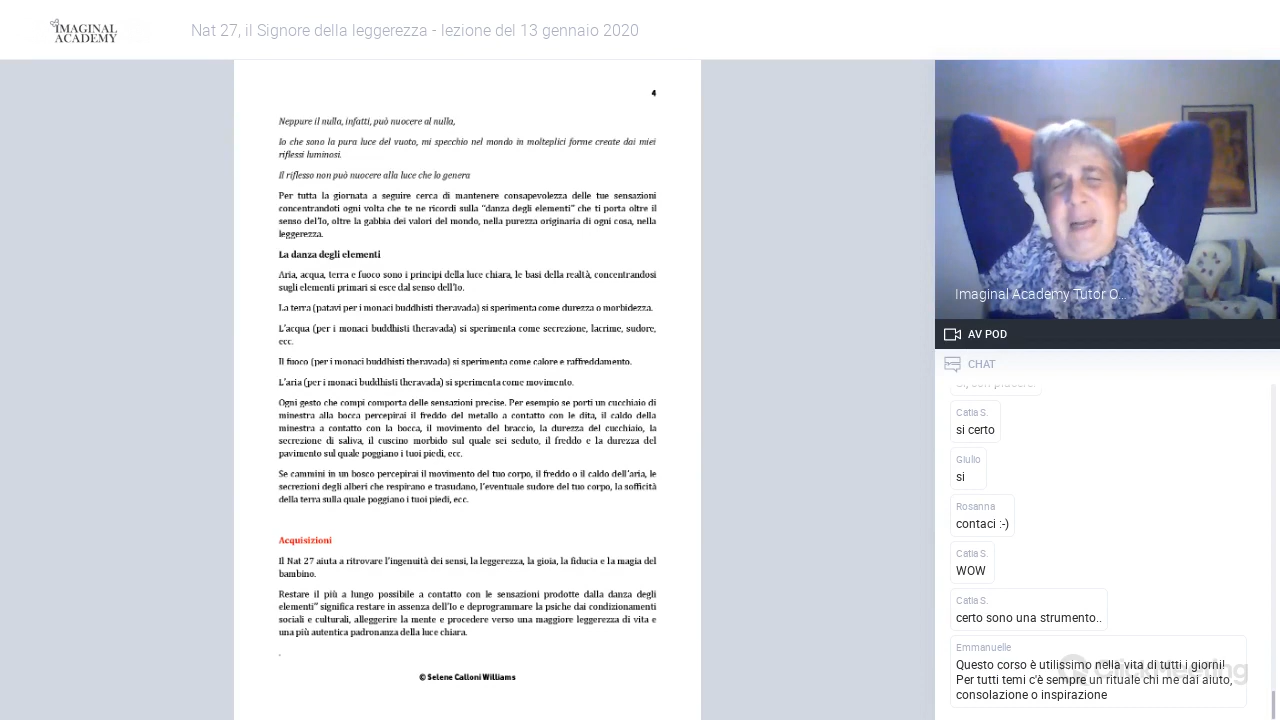 IMAGINAL
ACADEMY
Nat 27, il Signore della leggerezza - lezione del 13 gennaio 2020
4
Neppure il nulla, infatti, può nuocere al nulla,
Io che sono la pura luce del vuoto, mi specchio nel mondo in molteplici forme create dai miei
riflessi luminosi.
Il riflesso non può nuocere alla luce che lo genera
Per tutta la giornata a seguire cerca di mantenere consapevolezza delle tue sensazioni
concentrandoti ogni volta che te ne ricordi sulla “danza degli elementi” che ti porta oltre il
senso dell’Io, oltre la gabbia dei valori del mondo, nella purezza originaria di ogni cosa, nella
leggerezza.
La danza degli elementi
Aria, acqua, terra e fuoco sono i principi della luce chiara, le basi della realtà, concentrandosi
sugli elementi primari si esce dal senso dell’Io.
La terra (patavi per i monaci buddhisti theravada) si sperimenta come durezza o morbidezza.
L’acqua (per i monaci buddhisti theravada) si sperimenta come secrezione, lacrime, sudore,
ecc.
Il fuoco (per i monaci buddhisti theravada) si sperimenta come calore e raffreddamento.
L’aria (per i monaci buddhisti theravada) si sperimenta come movimento.
Ogni gesto che compi comporta delle sensazioni precise. Per esempio se porti un cucchiaio di
minestra alla bocca percepirai il freddo del metallo a contatto con le dita, il caldo della
minestra a contatto con la bocca, il movimento del braccio, la durezza del cucchiaio, la
secrezione di saliva, il cuscino morbido sul quale sei seduto, il freddo e la durezza del
pavimento sul quale poggiano i tuoi piedi, ecc.
Se cammini in un bosco percepirai il movimento del tuo corpo, il freddo o il caldo dell’aria, le
secrezioni degli alberi che respirano e trasudano, l’eventuale sudore del tuo corpo, la sofficità
della terra sulla quale poggiano i tuoi piedi, ecc.
Acquisizioni
Il Nat 27 aiuta a ritrovare l’ingenuità dei sensi, la leggerezza, la gioia, la fiducia e la magia del
bambino.
Restare il più a lungo possibile a contatto con le sensazioni prodotte dalla danza degli
elementi” significa restare in assenza dell’Io e deprogrammare la psiche dai condizionamenti
sociali e culturali, alleggerire la mente e procedere verso una maggiore leggerezza di vita e
una più autentica padronanza della luce chiara.
.
© Selene Calloni Williams
Imaginal Academy Tutor O...
AV POD
CHAT
Catia S.
si certo
Giulio
si
Rosanna
contaci :-)
Catia S.
WOW
Catia S.
certo sono una strumento..
Emmanuelle
Questo corso è utilissimo nella vita di tutti i giorni!
Per tutti temi c'è sempre un rituale chi me dai aiuto,
consolazione o inspirazione
ClickMeeting